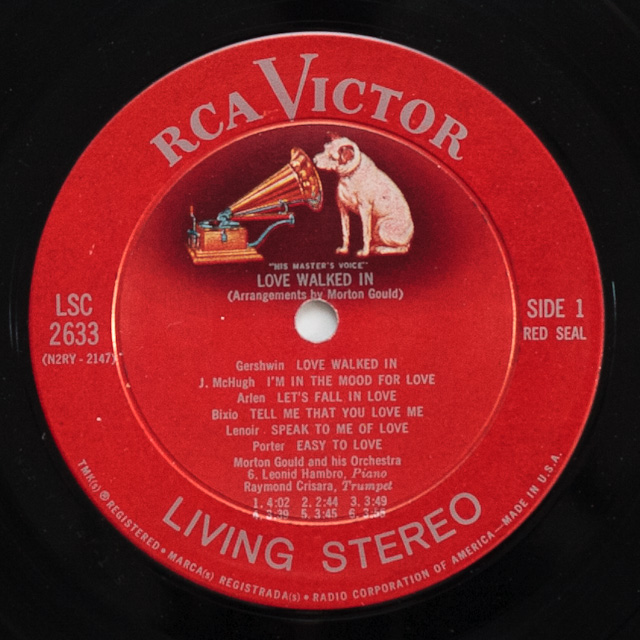 RCA VICTOR
"HIS MASTER'S VOICE"
LOVE WALKED IN
(Arrangements by Morton Gould)
LSC
2633
(N2RY - 2147)
SIDE 1
RED SEAL
Gershwin LOVE WALKED IN
J. McHugh I'M IN THE MOOD FOR LOVE
Arlen LET'S FALL IN LOVE
Bixio TELL ME THAT YOU LOVE ME
Lenoir SPEAK TO ME OF LOVE
Porter EASY TO LOVE
Morton Gould and his Orchestra
6. Leonid Hambro, Piano
Raymond Crisara, Trumpet
1. 4:02 2. 2:44 3. 3:49
5. 3:45
LIVING STEREO
TMK(s) ® REGISTERED • MARCA(s) REGISTRADA(s) • RADIO CORPORATION OF AMERICA—MADE IN U.S.A.